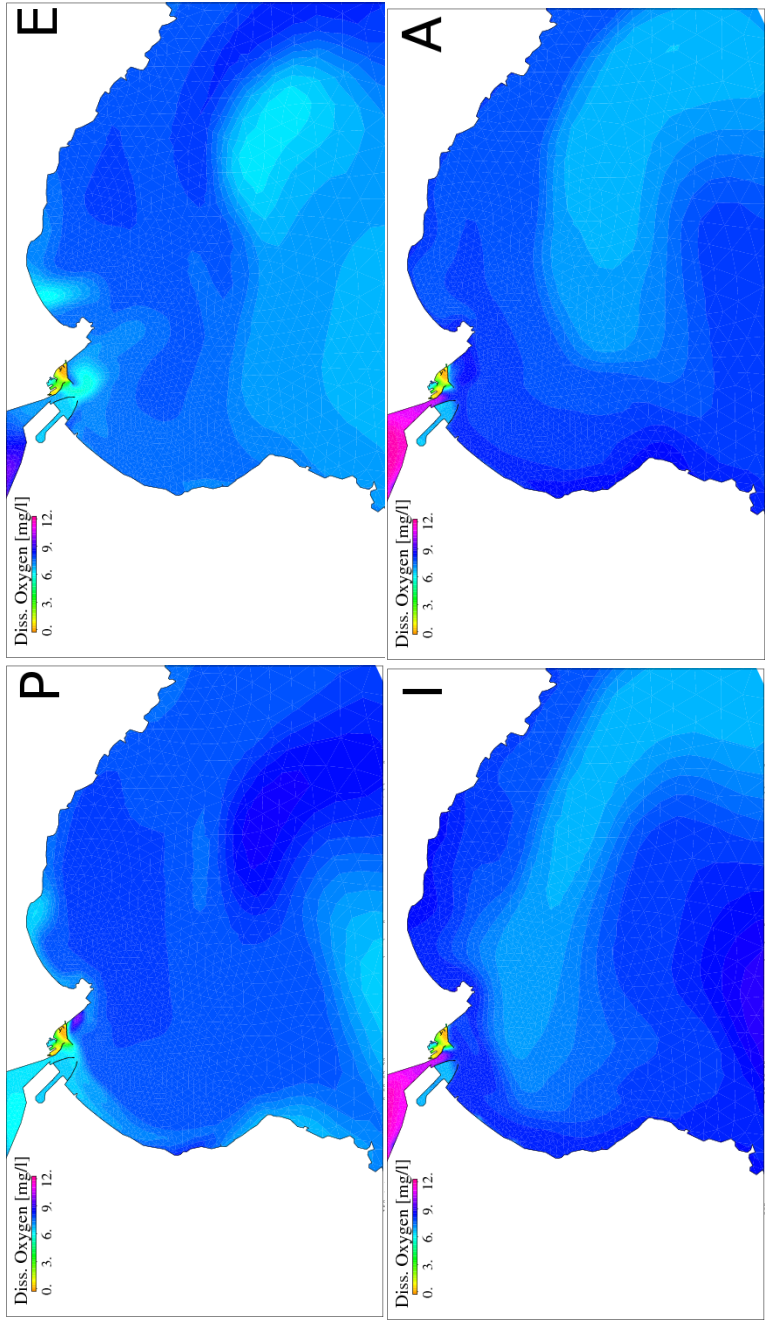 E
Diss. Oxygen [mg/l]
0. 3. 6. 9. 12.
A
Diss. Oxygen [mg/l]
0. 3. 6. 9. 12.
P
Diss. Oxygen [mg/l]
0. 3. 6. 9. 12.
I
Diss. Oxygen [mg/l]
0. 3. 6. 9. 12.